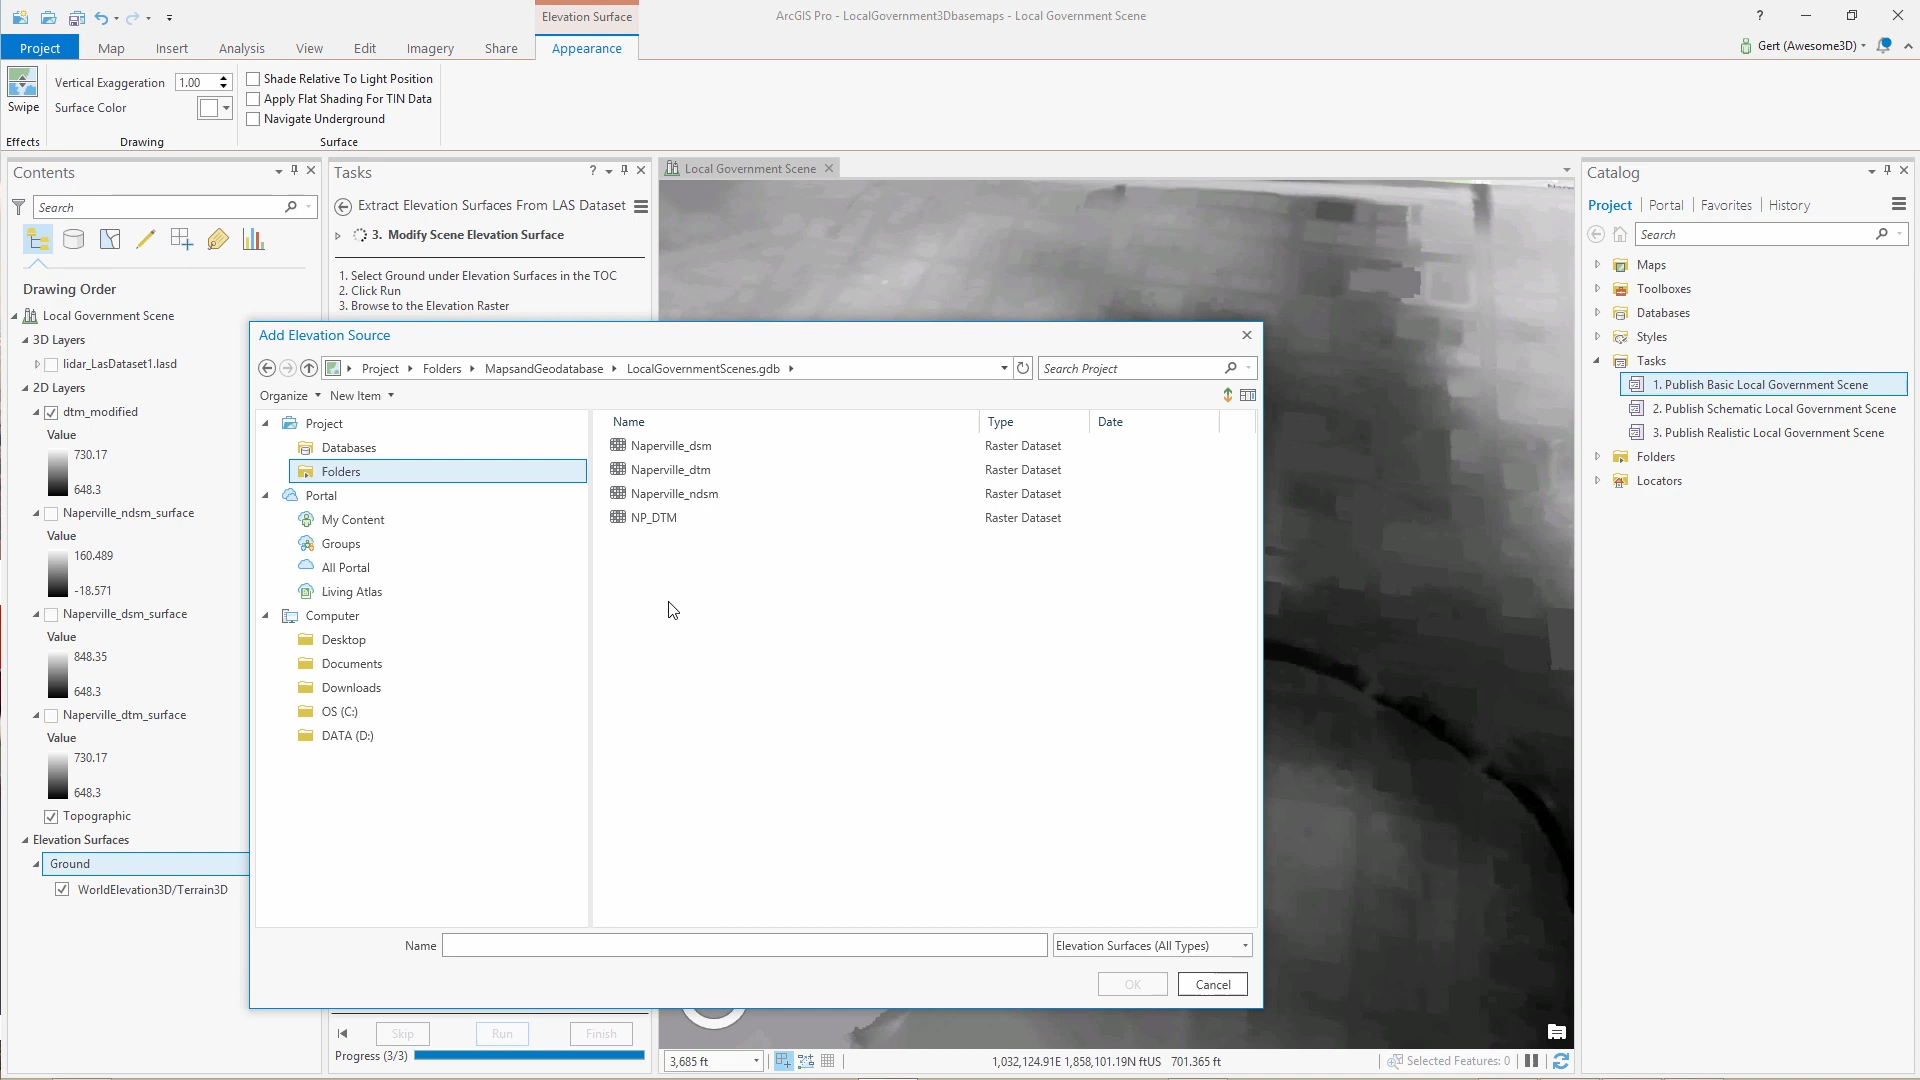 Elevation Surface
ArcGIS Pro - LocalGovernment3Dbasemaps - Local Government Scene
?
Project
Map
Insert
Analysis
View
Edit
Imagery
Share
Appearance
Gert (Awesome3D)
Swipe
Effects
Vertical Exaggeration 1.00
Surface Color
Drawing
Shade Relative To Light Position
Apply Flat Shading For TIN Data
Navigate Underground
Surface
Contents
Search
Drawing Order
Local Government Scene
3D Layers
lidar_LasDataset1.lasd
2D Layers
dtm_modified
Value
730.17
648.3
Naperville_ndsm_surface
Value
160.489
-18.571
Naperville_dsm_surface
Value
848.35
648.3
Naperville_dtm_surface
Value
730.17
648.3
Topographic
Elevation Surfaces
Ground
WorldElevation3D/Terrain3D
Tasks
?
Extract Elevation Surfaces From LAS Dataset
3. Modify Scene Elevation Surface
1. Select Ground under Elevation Surfaces in the TOC
2. Click Run
3. Browse to the Elevation Raster
Skip
Run
Finish
Progress (3/3)
Local Government Scene
Add Elevation Source
Project
Folders
MapsandGeodatabase
LocalGovernmentScenes.gdb
Search Project
Organize
New Item
Project
Databases
Folders
Portal
My Content
Groups
All Portal
Living Atlas
Computer
Desktop
Documents
Downloads
OS (C:)
DATA (D:)
Name Type Date
Naperville_dsm Raster Dataset
Naperville_dtm Raster Dataset
Naperville_ndsm Raster Dataset
NP_DTM Raster Dataset
Name
Elevation Surfaces (All Types)
OK
Cancel
3,685 ft
1,032,124.91E 1,858,101.19N ftUS 701.365 ft
Selected Features: 0
Catalog
Project
Portal
Favorites
History
Search
Maps
Toolboxes
Databases
Styles
Tasks
1. Publish Basic Local Government Scene
2. Publish Schematic Local Government Scene
3. Publish Realistic Local Government Scene
Folders
Locators